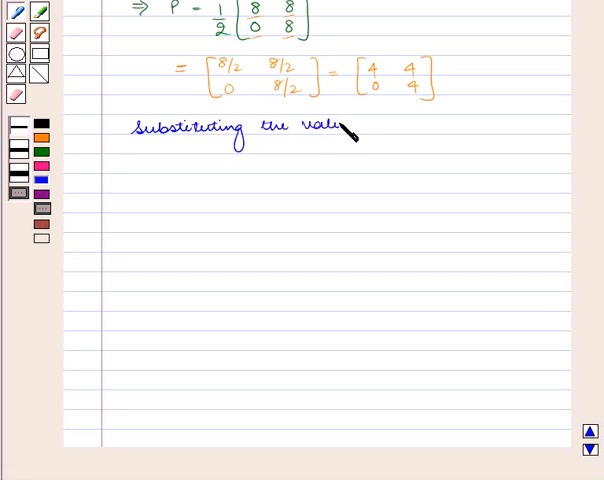 ⇒ P = 1/2 [8 8; 0 8]
= [8/2 8/2; 0 8/2] = [4 4; 0 4]
Substituting the valu